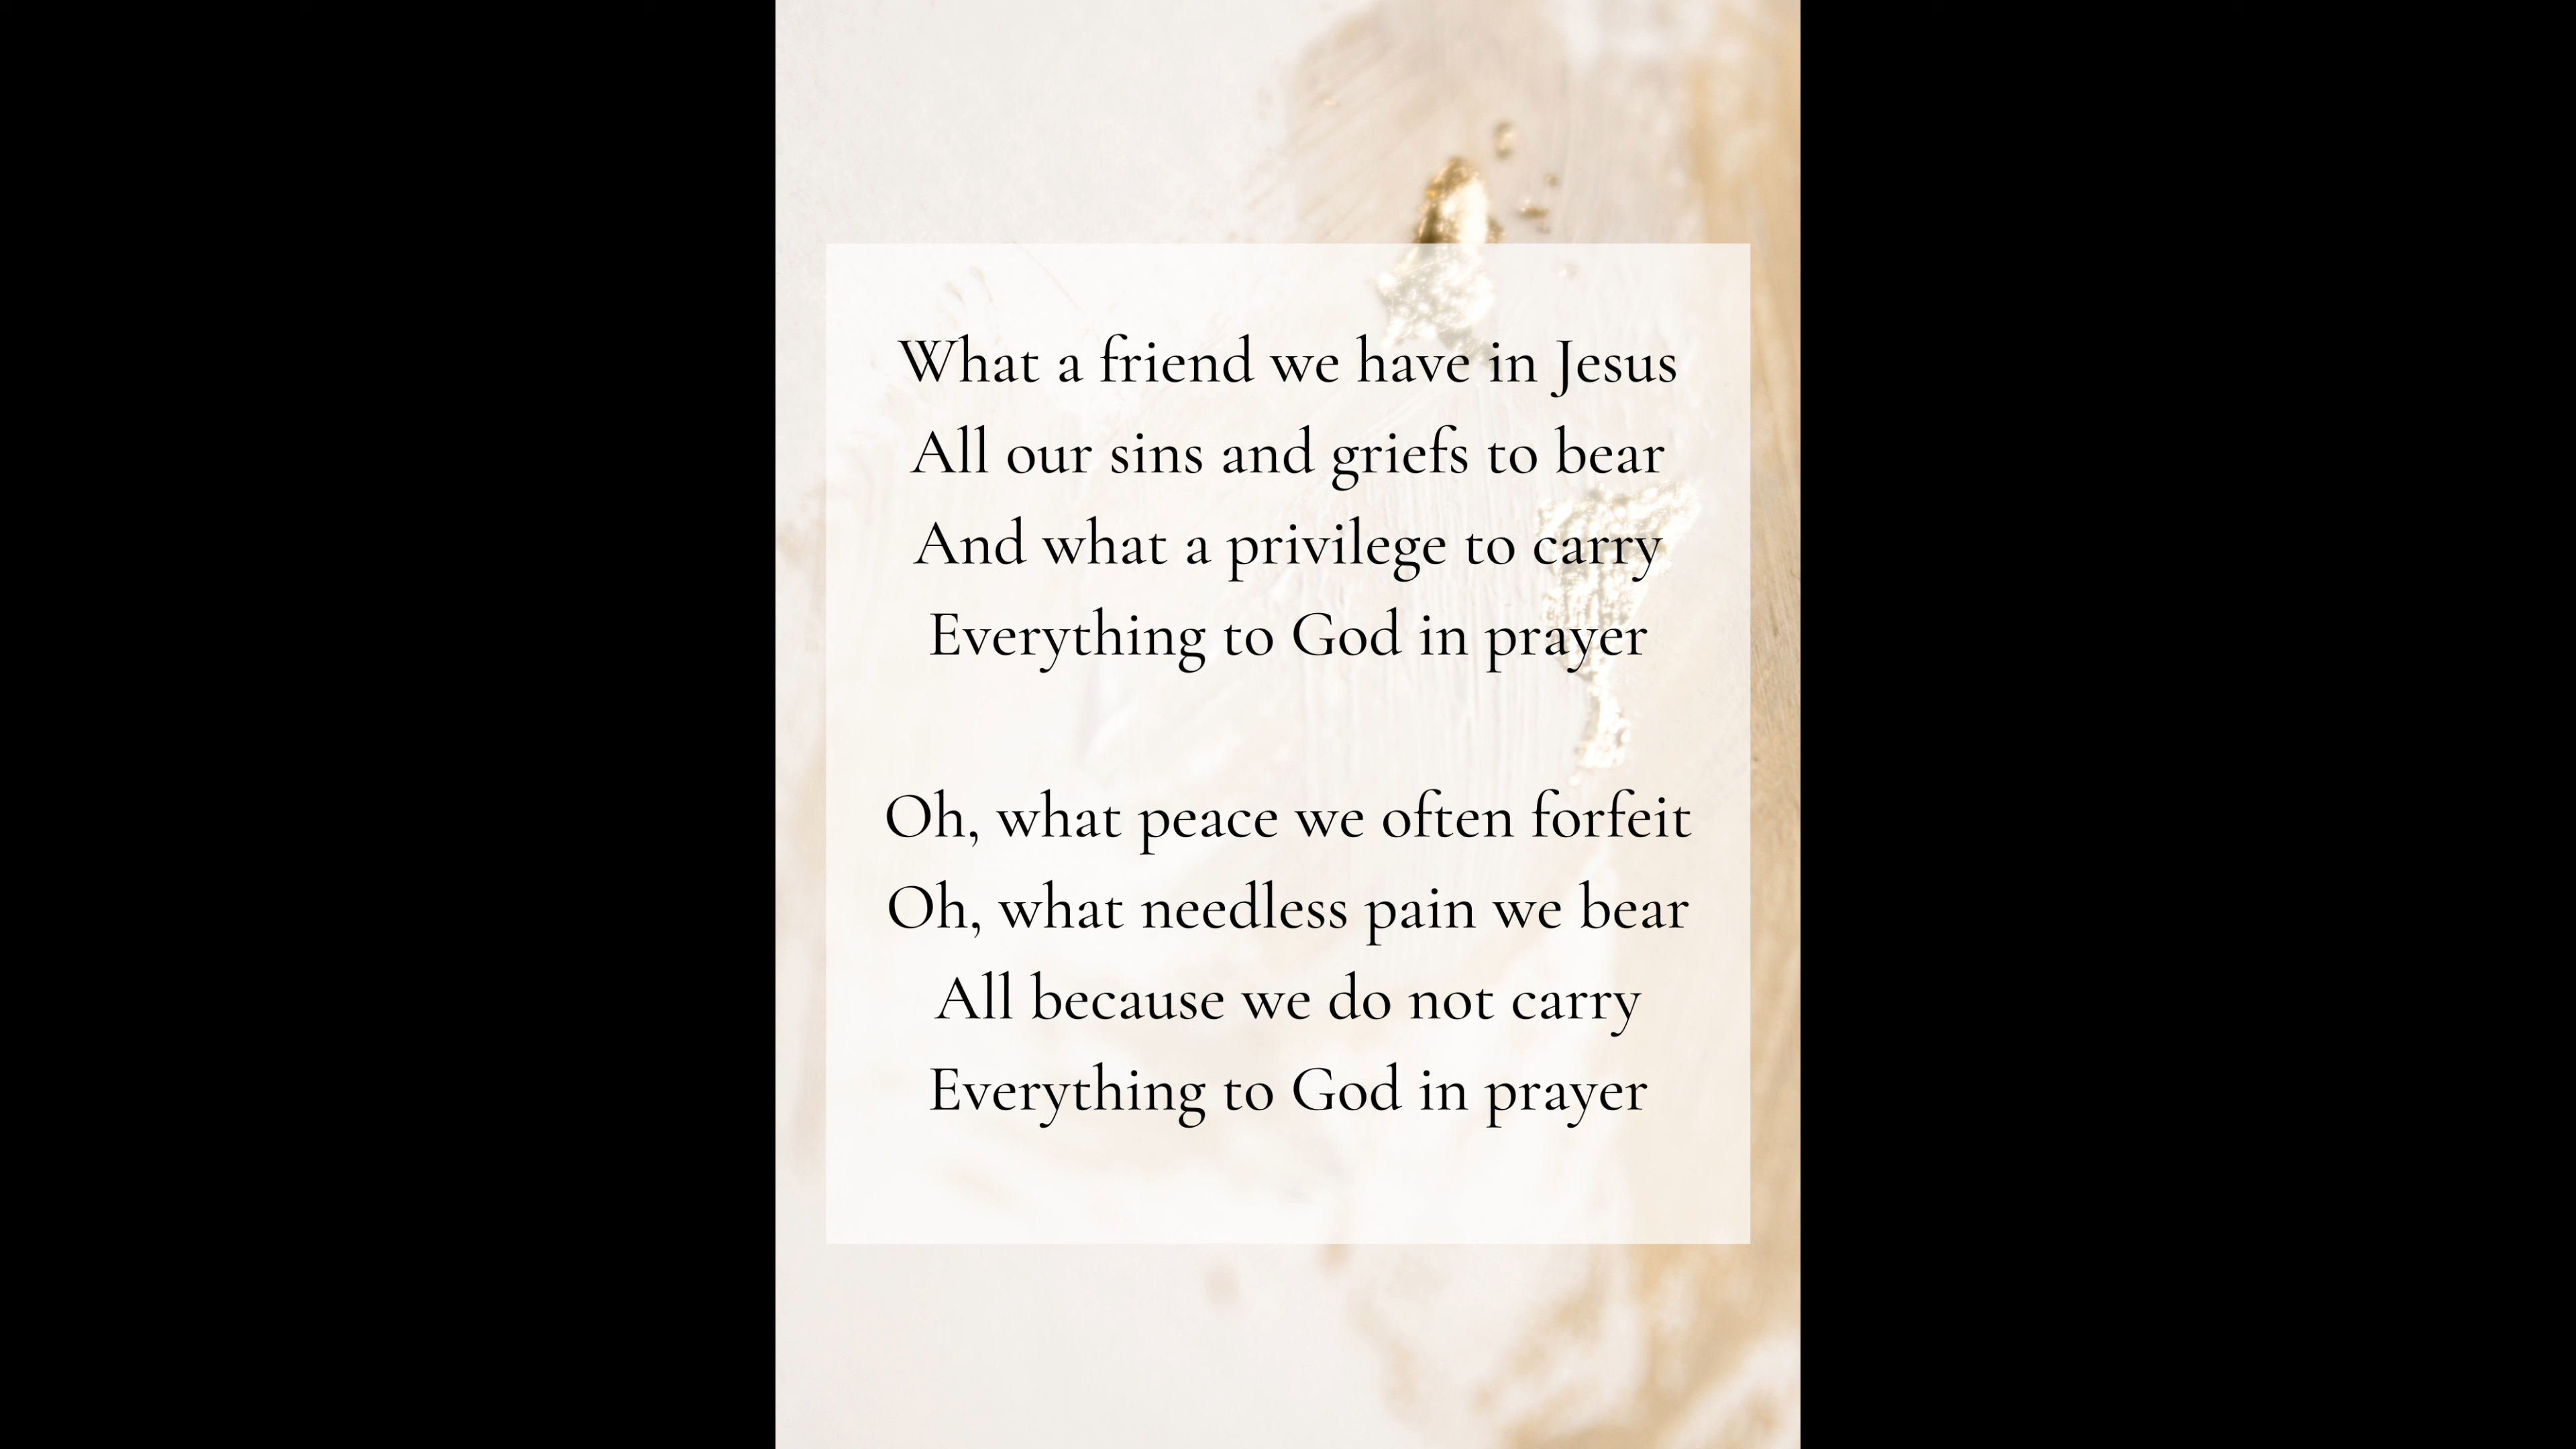 What a friend we have in Jesus
All our sins and griefs to bear
And what a privilege to carry
Everything to God in prayer
Oh, what peace we often forfeit
Oh, what needless pain we bear
All because we do not carry
Everything to God in prayer